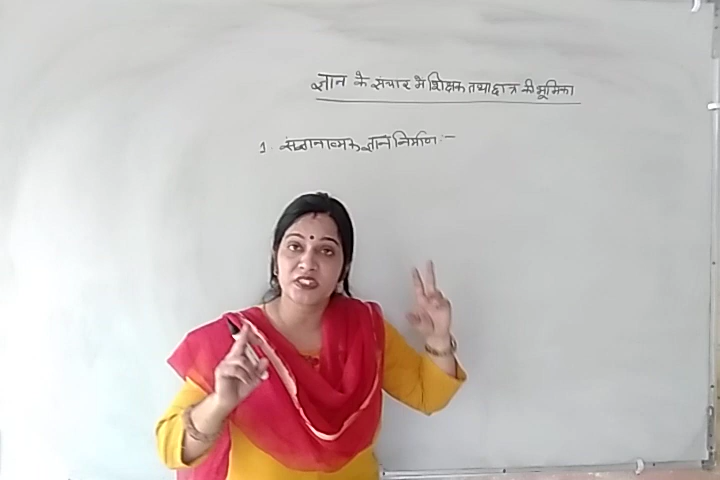 ज्ञान के संचार मे शिक्षक तथा छात्र की भूमिका
1. संज्ञानात्मक ज्ञान निर्माण :-